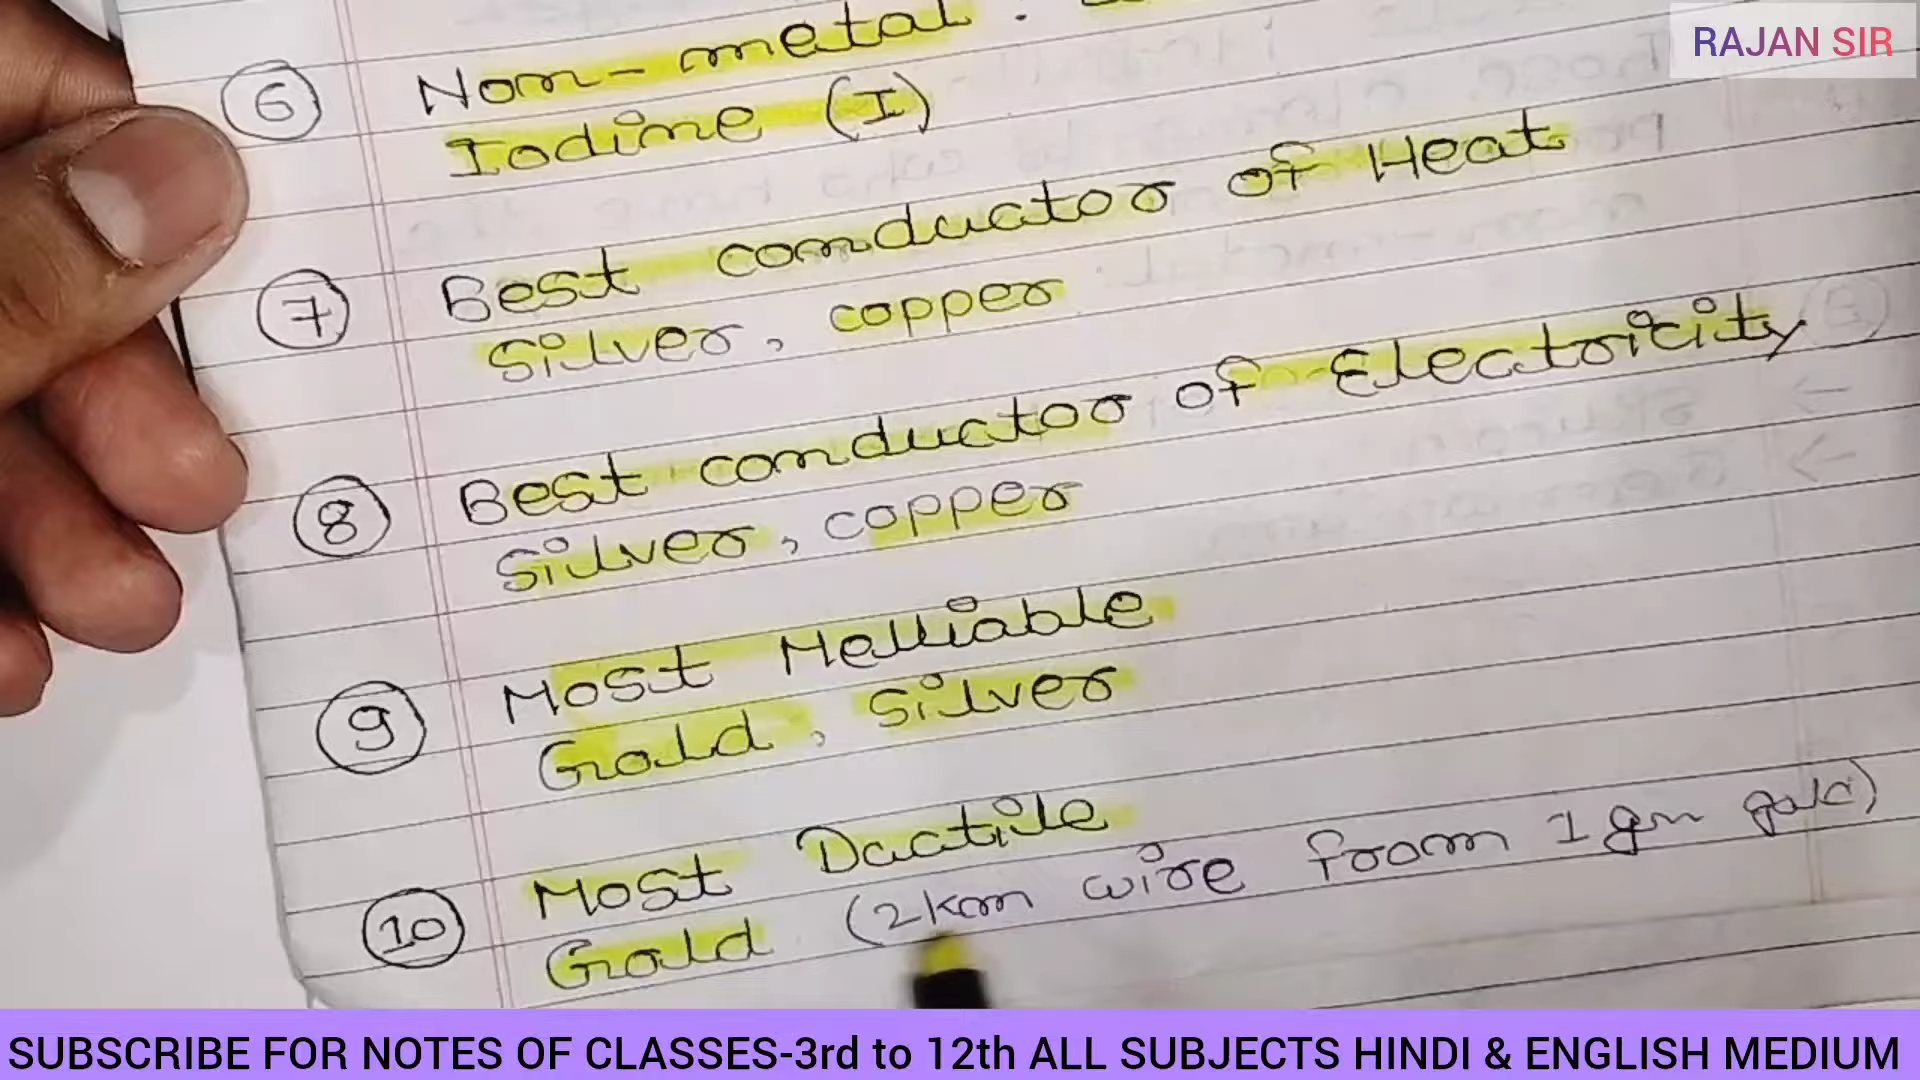 RAJAN SIR
6 Non-metal .
Iodine (I)
7 Best conductor of Heat
Silver, copper
8 Best conductor of Electricity
Silver, copper
9 Most Melliable
Gold, Silver
10 Most Dactile
Gold (2km wire from 1 gm gold)
SUBSCRIBE FOR NOTES OF CLASSES-3rd to 12th ALL SUBJECTS HINDI & ENGLISH MEDIUM